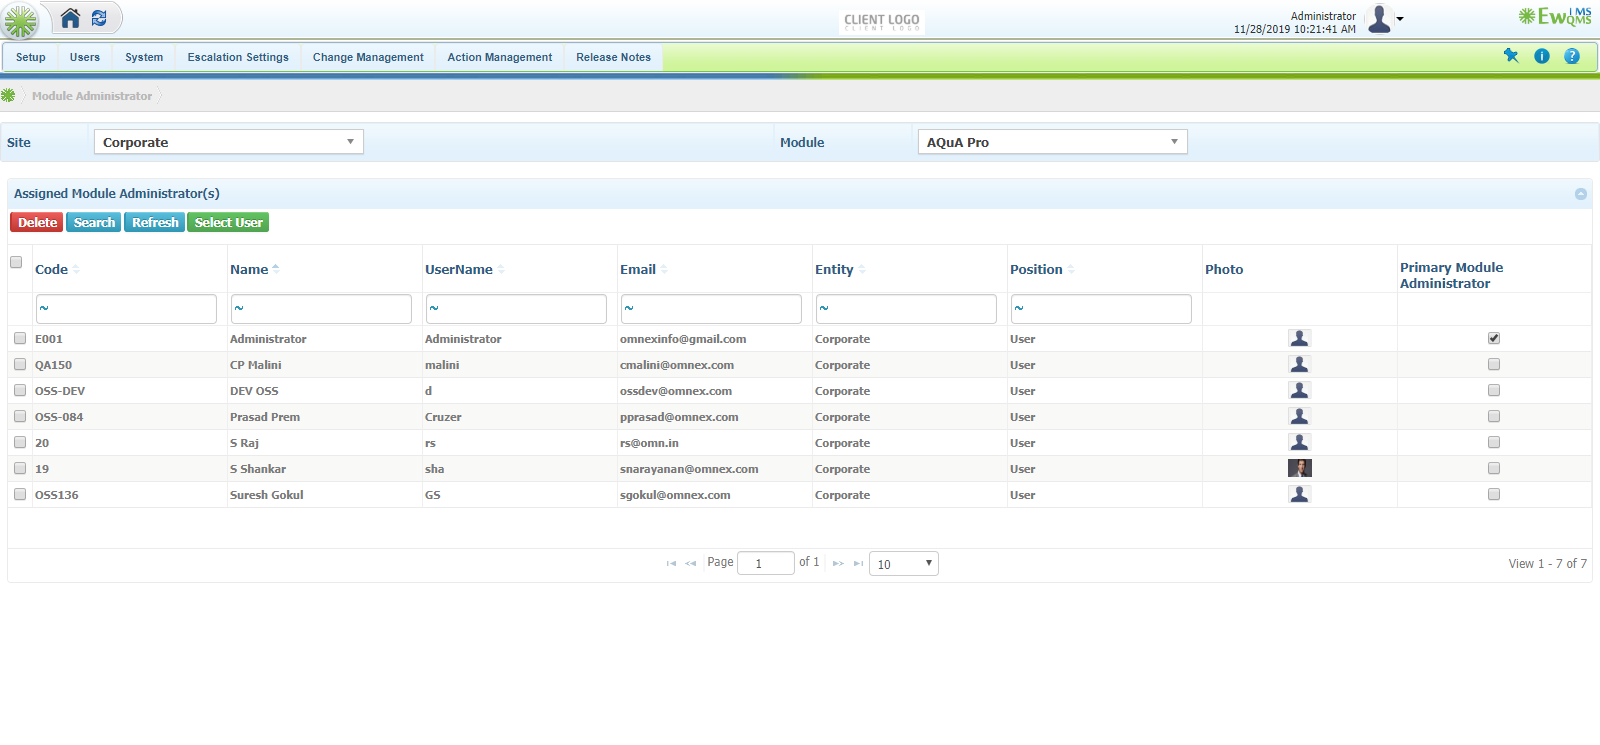 Administrator
11/28/2019 10:21:41 AM
CLIENT LOGO
CLIENT LOGO
EwIMS
QMS
Setup Users System Escalation Settings Change Management Action Management Release Notes
Module Administrator
Site Corporate Module AQuA Pro
Assigned Module Administrator(s)
Delete Search Refresh Select User
Code Name UserName Email Entity Position Photo Primary Module Administrator
~ ~ ~ ~ ~ ~
E001 Administrator Administrator omnexinfo@gmail.com Corporate User
QA150 CP Malini malini cmalini@omnex.com Corporate User
OSS-DEV DEV OSS d ossdev@omnex.com Corporate User
OSS-084 Prasad Prem Cruzer pprasad@omnex.com Corporate User
20 S Raj rs rs@omn.in Corporate User
19 S Shankar sha snarayanan@omnex.com Corporate User
OSS136 Suresh Gokul GS sgokul@omnex.com Corporate User
Page 1 of 1 10 View 1 - 7 of 7